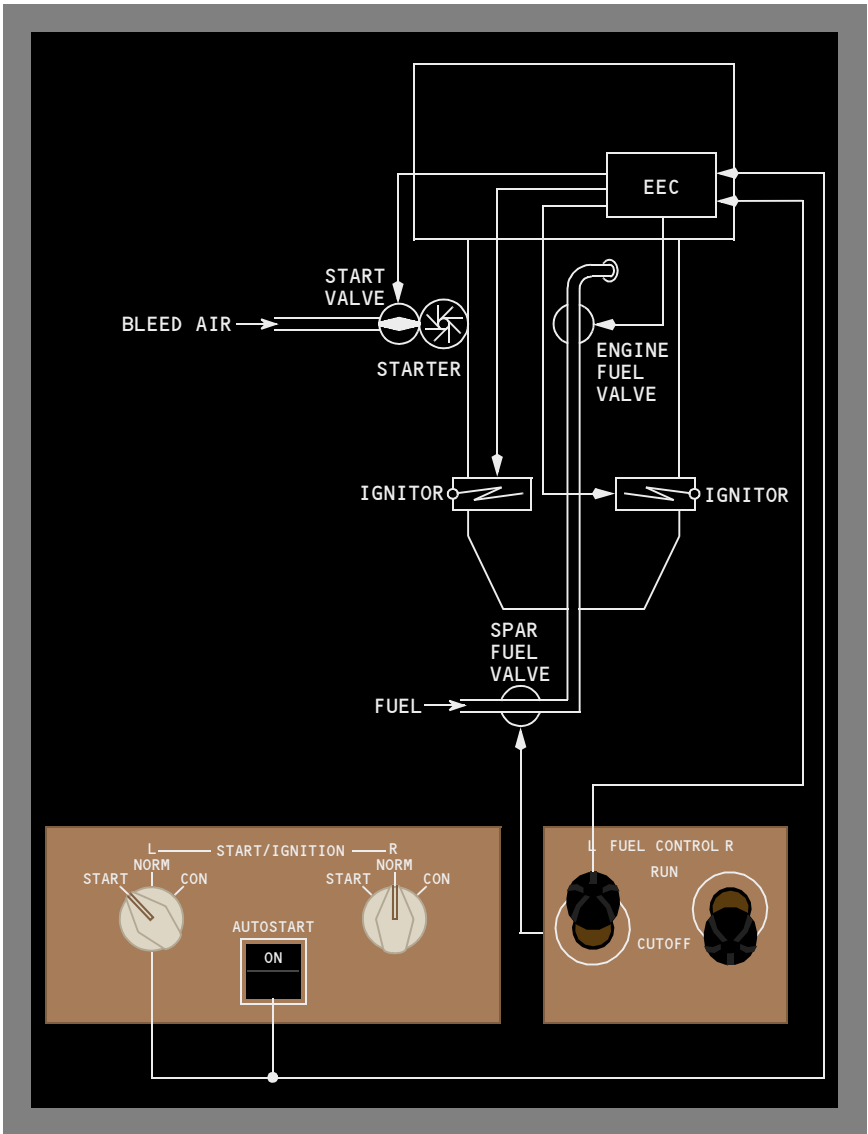 EEC
START
VALVE
BLEED AIR
STARTER
ENGINE
FUEL
VALVE
IGNITOR
IGNITOR
SPAR
FUEL
VALVE
FUEL
L START/IGNITION R
NORM
START
CON
NORM
START
CON
AUTOSTART
ON
L FUEL CONTROL R
RUN
CUTOFF